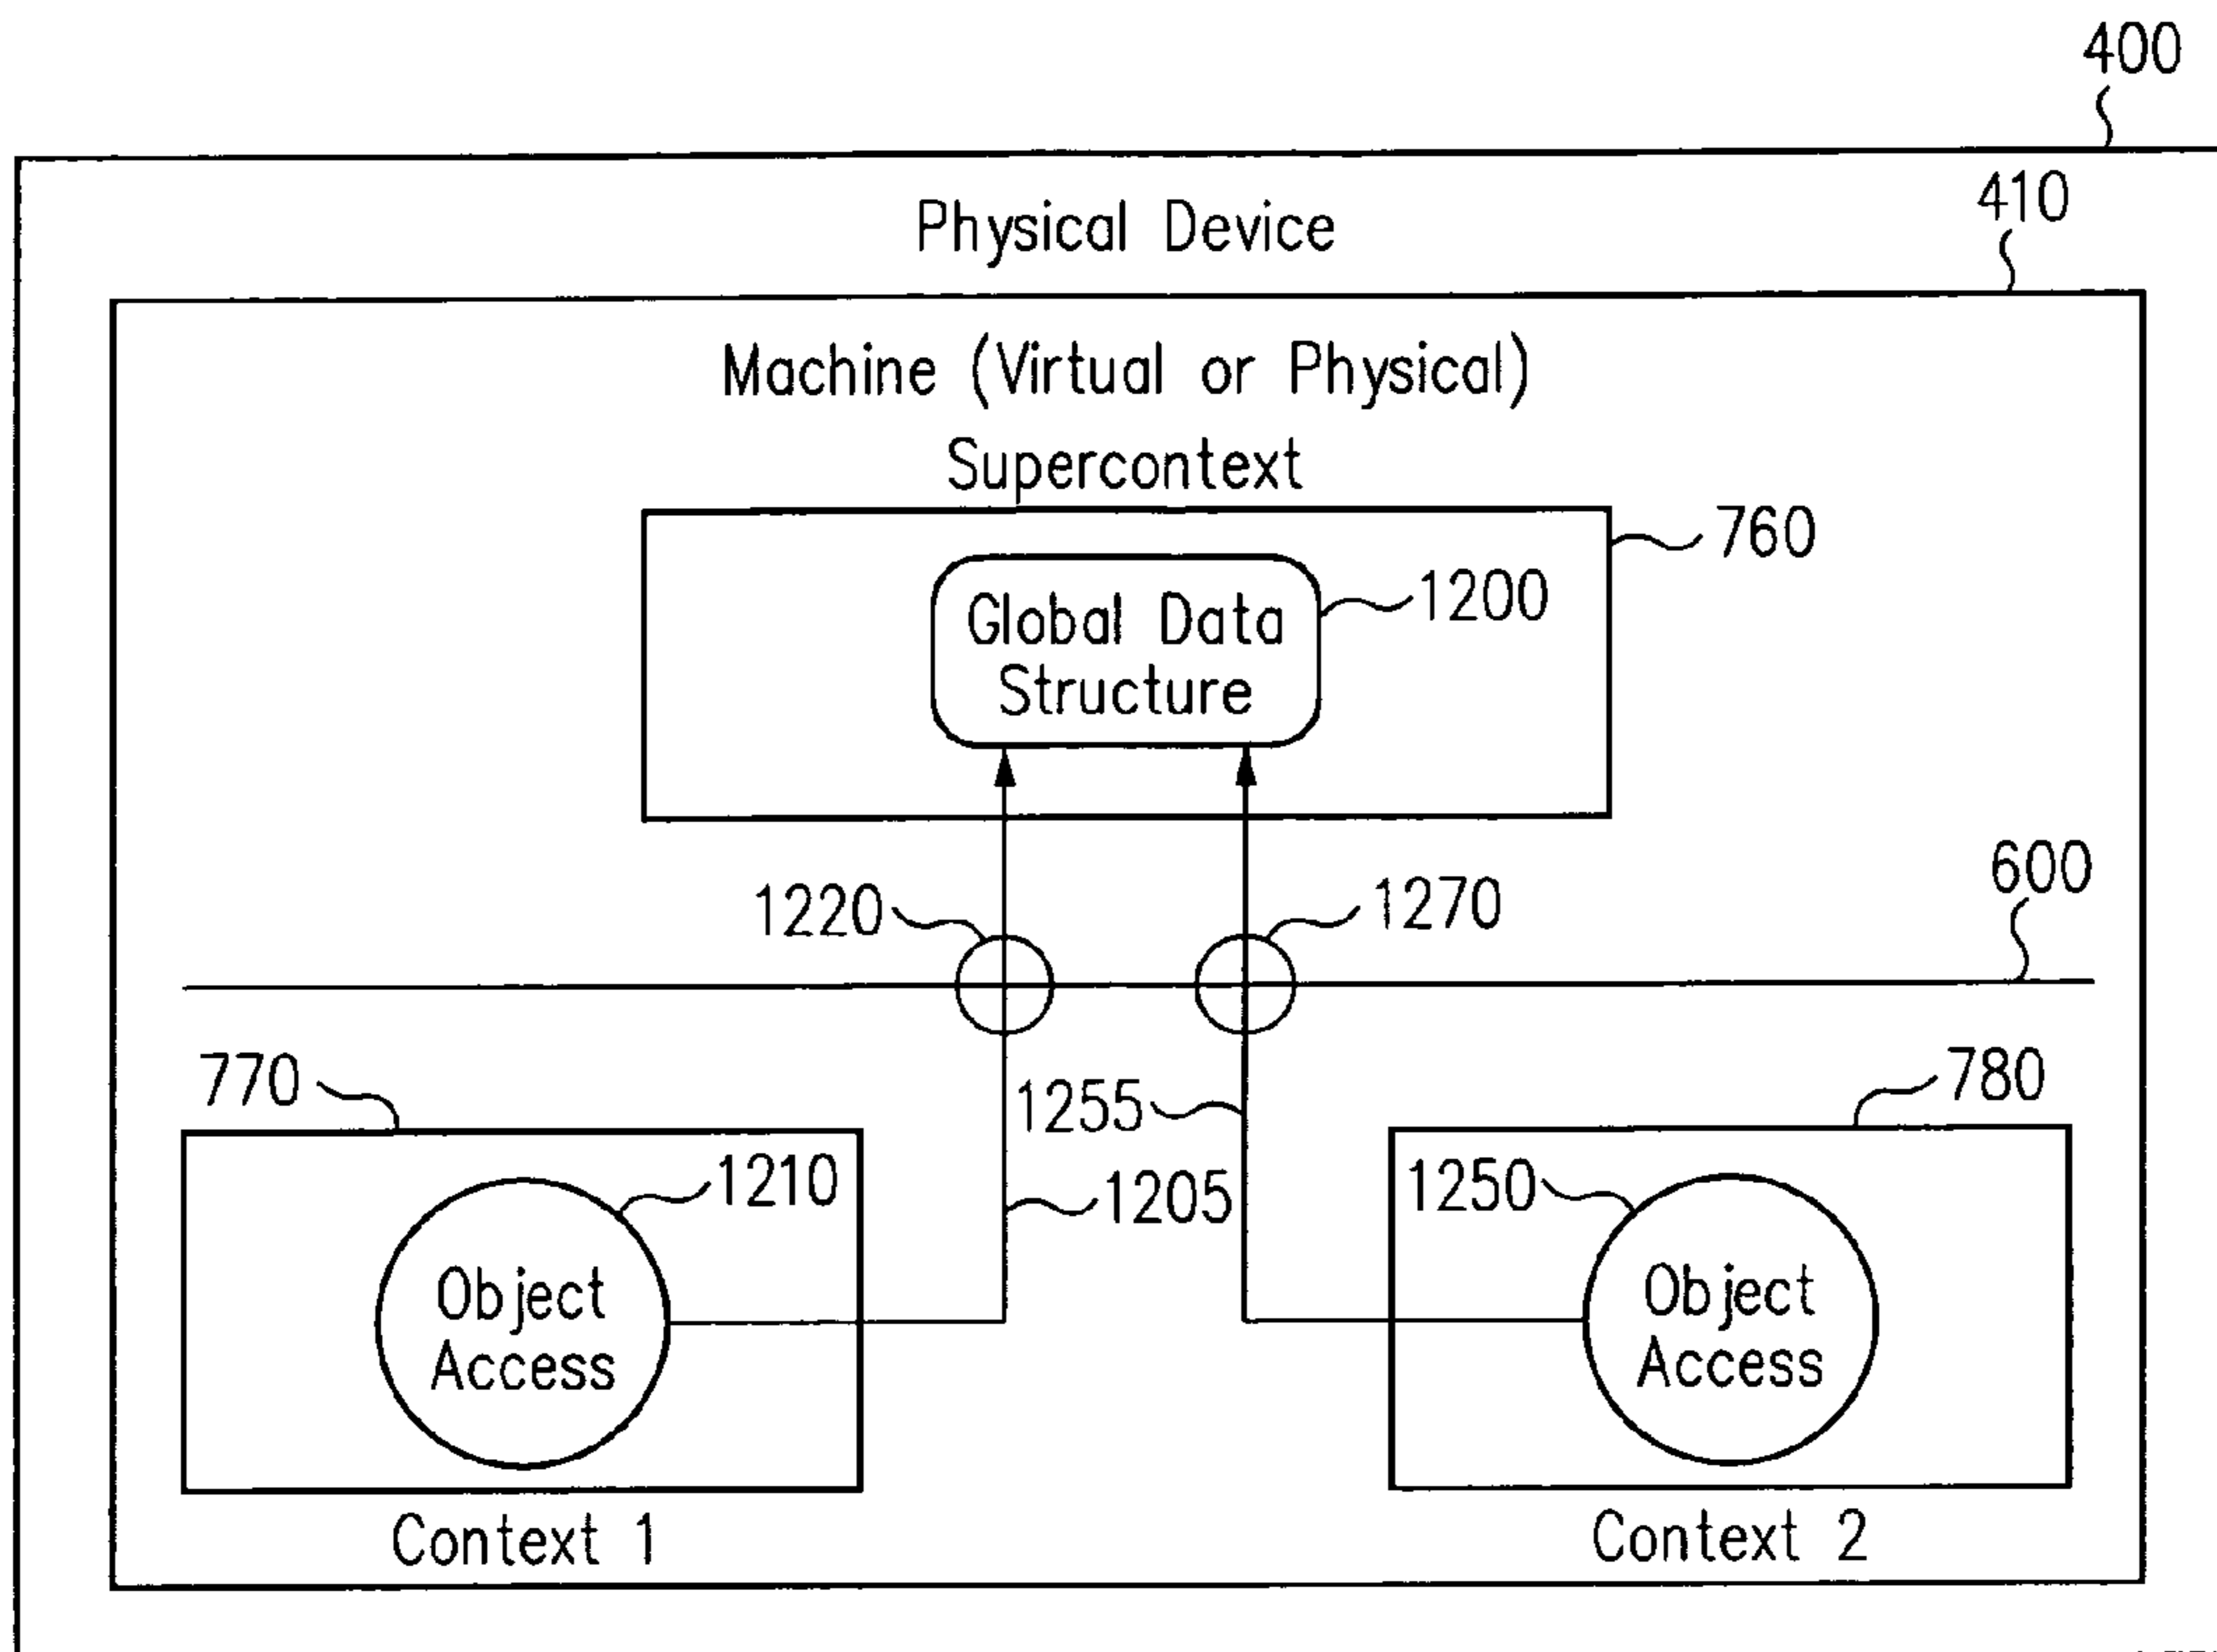 400
410
Physical Device
Machine (Virtual or Physical)
Supercontext
760
Global Data
Structure
1200
600
1220
1270
770
780
1255
1210
1205
1250
Object
Access
Object
Access
Context 1
Context 2